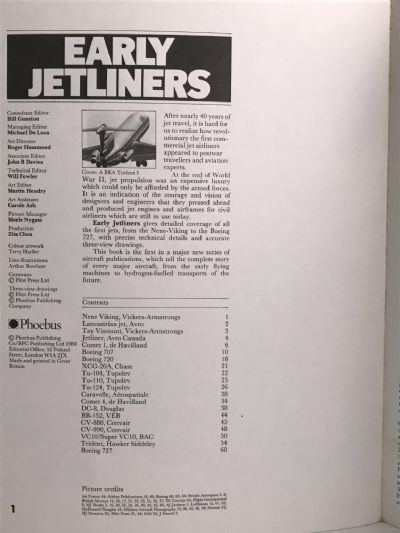 EARLY
JETLINERS
Consultant Editor
Bill Gunston
Managing Editor
Michael De Luca
Art Director
Roger Hammond
Associate Editor
John B Davies
Technical Editor
Will Fowler
Art Editor
Martin Hendry
Art Assistant
Carole Ash
Picture Manager
Merle Nygate
Production
Zita Chun
Colour artwork
Terry Hadler
Line illustrations
Arthur Bowbeer
Cutaways
© Pilot Press Ltd
Three-view drawings
© Pilot Press Ltd
© Phoebus Publishing
Company
Phoebus
© Phoebus Publishing
Co/BPC Publishing Ltd 1980
Editorial Office: 52 Poland
Street, London W1A 2JX
Made and printed in Great
Britain
Cover: A BEA Trident 3
After nearly 40 years of
jet travel, it is hard for
us to realize how revol-
utionary the first com-
mercial jet airliners
appeared to postwar
travellers and aviation
experts.
At the end of World
War II, jet propulsion was an expensive luxury
which could only be afforded by the armed forces.
It is an indication of the courage and vision of
designers and engineers that they pressed ahead
and produced jet engines and airframes for civil
airliners which are still in use today.
Early Jetliners gives detailed coverage of all
the first jets, from the Nene-Viking to the Boeing
727, with precise technical details and accurate
three-view drawings.
This book is the first in a major new series of
aircraft publications, which tell the complete story
of every major aircraft, from the early flying
machines to hydrogen-fuelled transports of the
future.
Contents
Nene Viking, Vickers-Armstrongs 1
Lancastrian jet, Avro 2
Tay Viscount, Vickers-Armstrongs 3
Jetliner, Avro Canada 4
Comet 1, de Havilland 6
Boeing 707 10
Boeing 720 18
XCG-20A, Chase 21
Tu-104, Tupolev 22
Tu-110, Tupolev 25
Tu-124, Tupolev 26
Caravelle, Aérospatiale 28
Comet 4, de Havilland 34
DC-8, Douglas 38
BB-152, VEB 44
CV-880, Convair 45
CV-990, Convair 48
VC10/Super VC10, BAC 50
Trident, Hawker Siddeley 54
Boeing 727 60
Picture credits
1